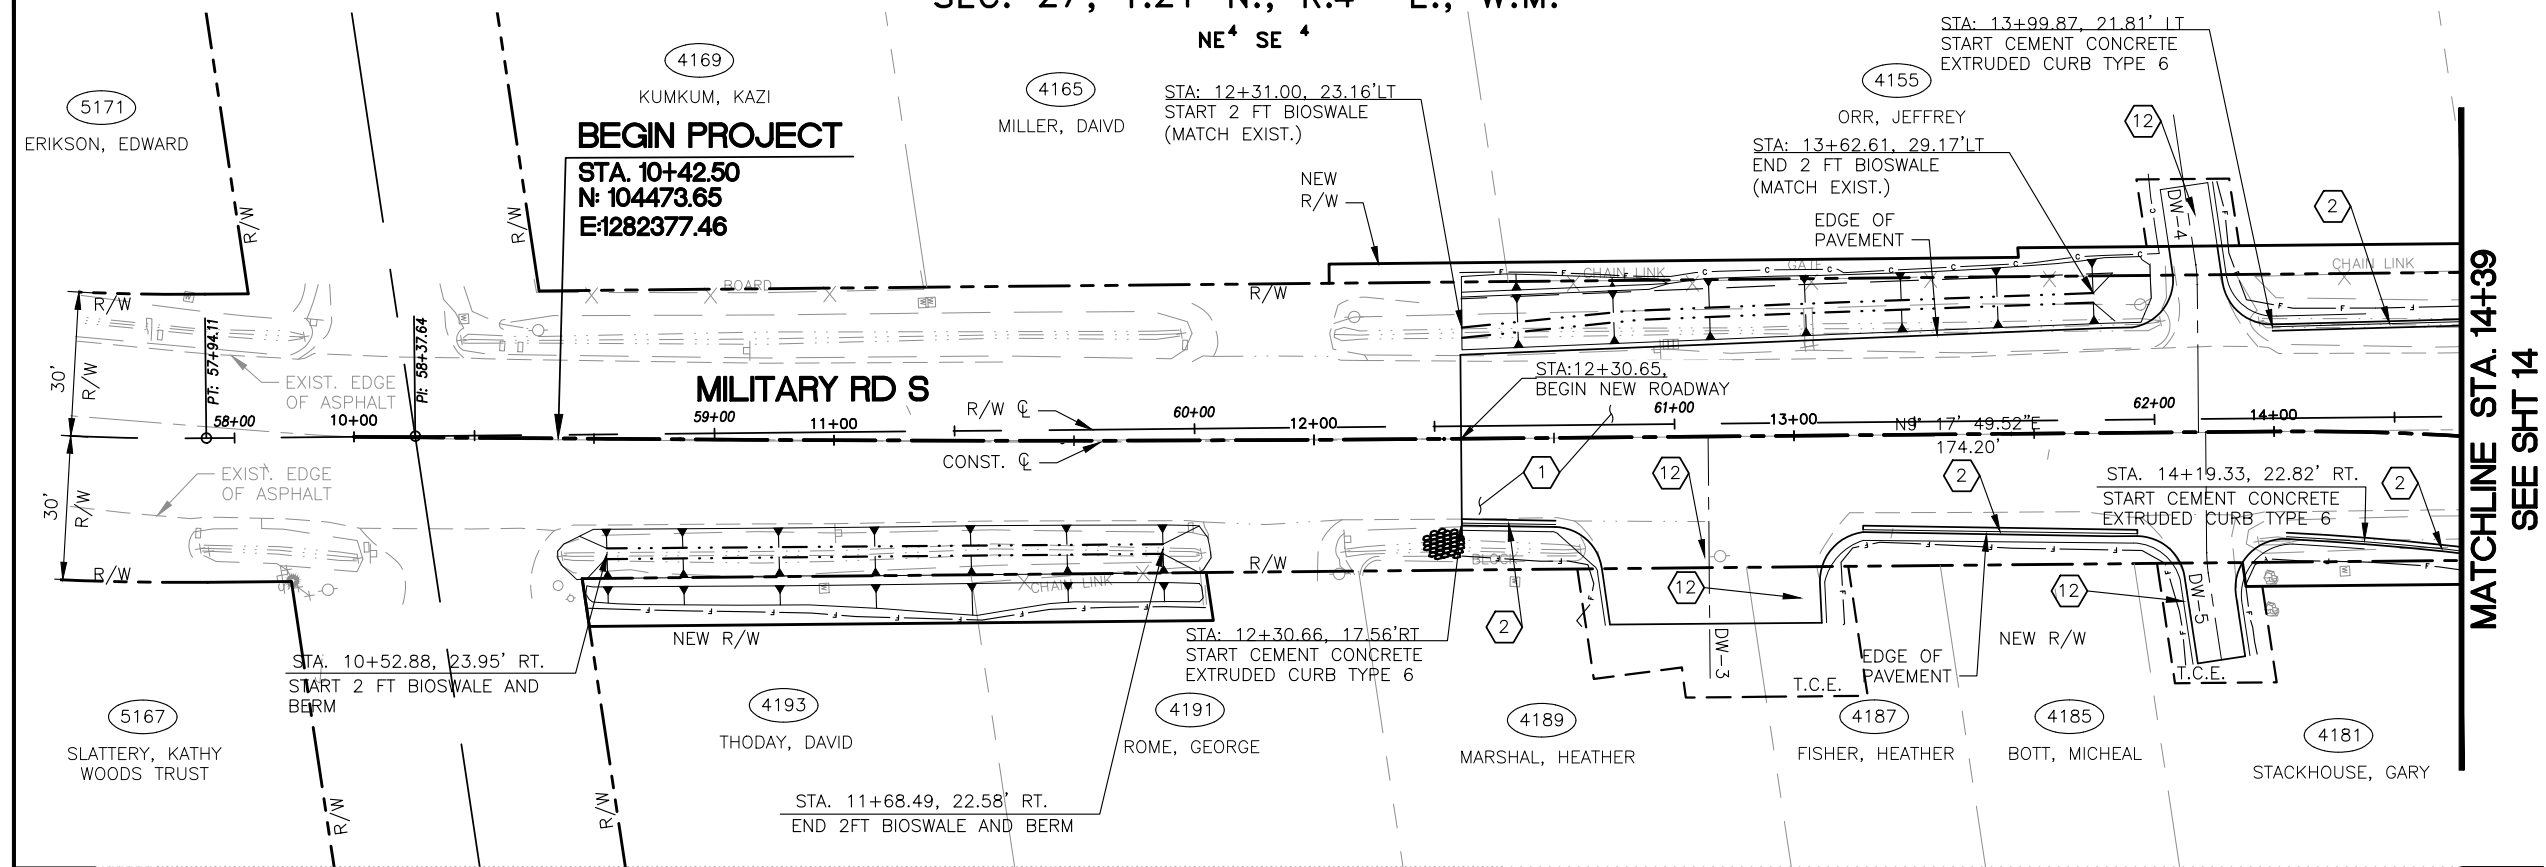 SEC. 27, T.21 N., R.4 E., W.M.
NE4 SE 4
5171
ERIKSON, EDWARD
4169
KUMKUM, KAZI
4165
MILLER, DAIVD
4155
ORR, JEFFREY
BEGIN PROJECT
STA. 10+42.50
N: 104473.65
E:1282377.46
STA: 12+31.00, 23.16'LT
START 2 FT BIOSWALE
(MATCH EXIST.)
STA: 13+99.87, 21.81' LT
START CEMENT CONCRETE
EXTRUDED CURB TYPE 6
STA: 13+62.61, 29.17'LT
END 2 FT BIOSWALE
(MATCH EXIST.)
NEW
R/W
EDGE OF
PAVEMENT
12
2
DW-4
R/W
R/W
R/W
R/W
BOARD
CHAIN LINK
GATE
CHAIN LINK
30'
R/W
PT: 57+94.11
PI: 58+37.64
EXIST. EDGE
OF ASPHALT
MILITARY RD S
R/W ℄
CONST. ℄
STA:12+30.65,
BEGIN NEW ROADWAY
58+00
10+00
59+00
11+00
60+00
12+00
61+00
13+00
62+00
14+00
N9° 17' 49.52"E
174.20'
MATCHLINE STA. 14+39
SEE SHT 14
EXIST. EDGE
OF ASPHALT
30'
R/W
R/W
R/W
1
12
2
2
STA. 14+19.33, 22.82' RT.
START CEMENT CONCRETE
EXTRUDED CURB TYPE 6
BLOCK
CHAIN LINK
12
12
2
DW-3
DW-5
NEW R/W
NEW R/W
STA: 12+30.66, 17.56'RT
START CEMENT CONCRETE
EXTRUDED CURB TYPE 6
EDGE OF
PAVEMENT
T.C.E.
T.C.E.
STA. 10+52.88, 23.95' RT.
START 2 FT BIOSWALE AND
BERM
5167
SLATTERY, KATHY
WOODS TRUST
4193
THODAY, DAVID
4191
ROME, GEORGE
4189
MARSHAL, HEATHER
4187
FISHER, HEATHER
4185
BOTT, MICHEAL
4181
STACKHOUSE, GARY
STA. 11+68.49, 22.58' RT.
END 2FT BIOSWALE AND BERM
R/W
R/W